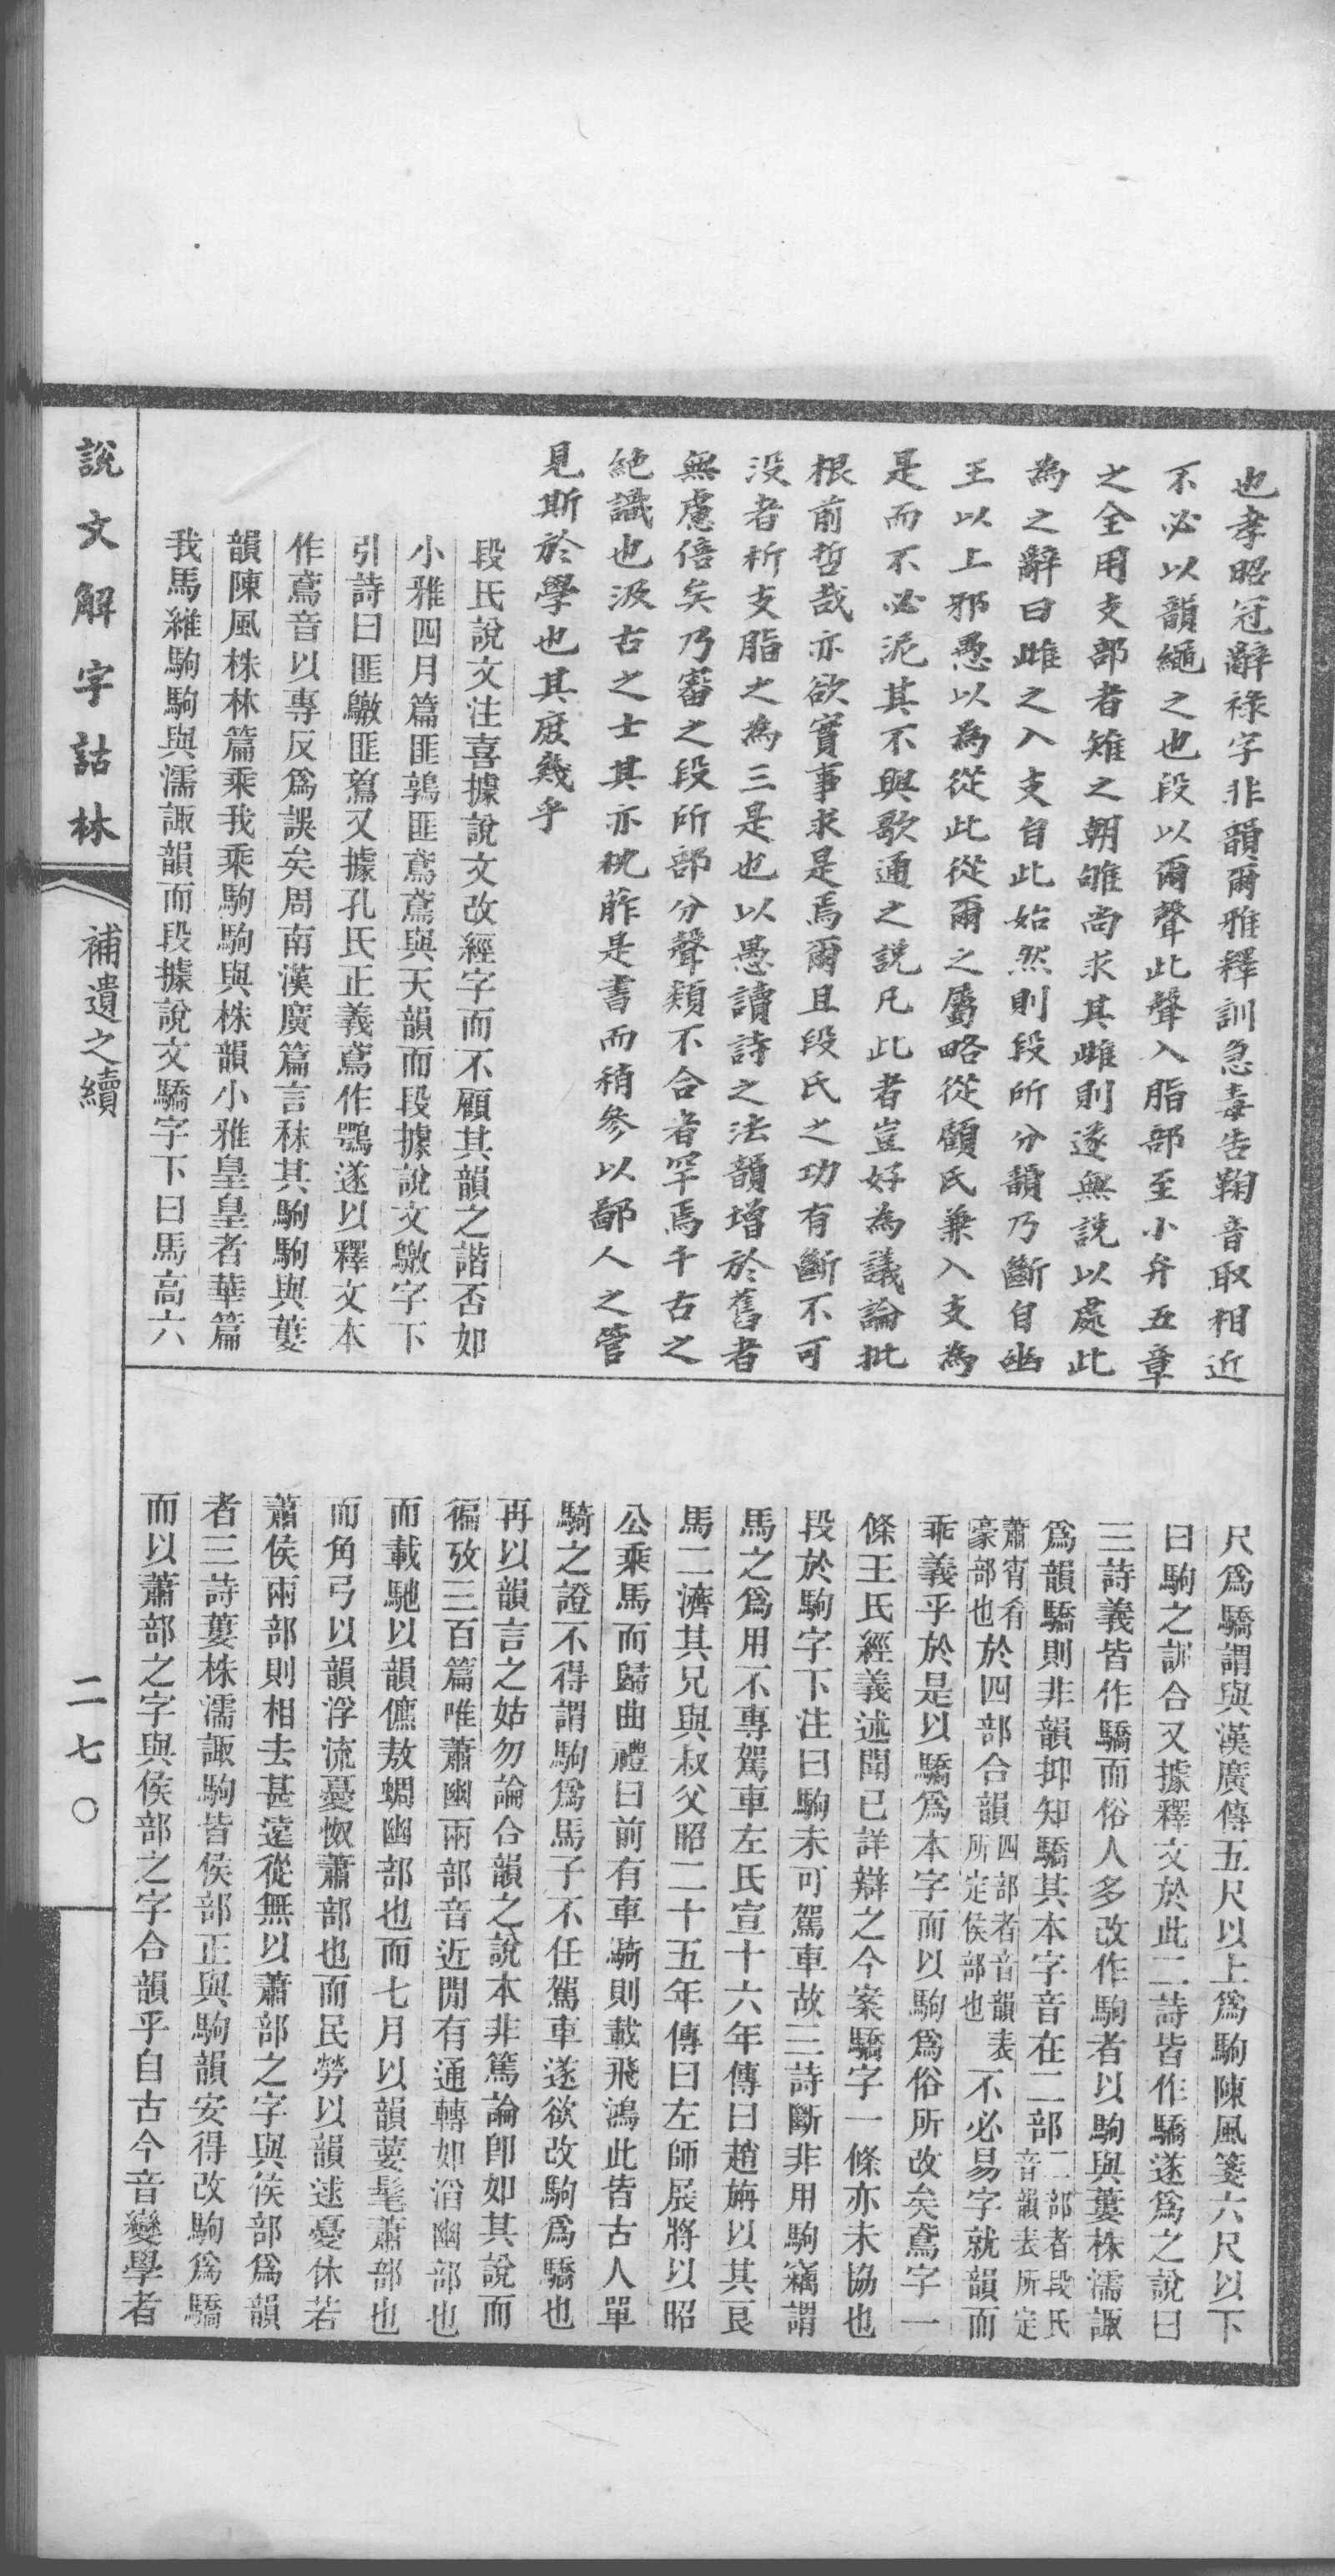 也孝昭冠辭祿字非韻爾雅釋訓急毒告鞫音取相近
不必以韻繩之也段以爾聲此聲入脂部至小弁五章
之全用支部者雉之朝雊尚求其雌則遂無説以處此
為之辭曰雌之入支自此始然則段所分韻乃斷自幽
王以上邪愚以為從此從爾之屬略從顧氏兼入支為
是而不必泥其不與歌通之説凡此者豈好為議論批
根前哲哉亦欲實事求是焉爾且段氏之功有斷不可
没者析支脂之為三是也以愚讀詩之法韻增於舊者
無慮倍矣乃審之段所部分聲類不合者罕焉千古之
絶識也汲古之士其亦枕葄是書而稍參以鄙人之管
見斯於學也其庶幾乎
段氏說文注喜據說文改經字而不顧其韻之諧否如
小雅四月篇匪鶉匪鳶鳶與天韻而段據說文鷻字下
引詩曰匪鷻匪鳶又據孔氏正義鳶作鶚遂以釋文本
作鳶音以專反爲誤矣周南漢廣篇言秣其駒駒與蔞
韻陳風株林篇乘我乘駒駒與株韻小雅皇皇者華篇
我馬維駒駒與濡諏韻而段據說文驕字下曰馬高六
尺爲驕謂與漢廣傳五尺以上爲駒陳風箋六尺以下
曰駒之訓合又據釋文於此二詩皆作驕遂爲之說曰
三詩義皆作驕而俗人多改作駒者以駒與蔞株濡諏
爲韻驕則非韻抑知驕其本字音在二部二部者段氏音韻表所定
蕭宵肴豪部也於四部合韻四部者音韻表所定侯部也不必易字就韻而
乖義乎於是以驕爲本字而以駒爲俗所改矣鳶字一
條王氏經義述聞已詳辯之今案驕字一條亦未協也
段於駒字下注曰駒未可駕車故三詩斷非用駒竊謂
馬之爲用不專駕車左氏宣十六年傳曰趙旃以其良
馬二濟其兄與叔父昭二十五年傳曰左師展將以昭
公乘馬而歸曲禮曰前有車騎則載飛鴻此皆古人單
騎之證不得謂駒爲馬子不任駕車遂欲改駒爲驕也
再以韻言之姑勿論合韻之說本非篤論卽如其說而
徧攷三百篇唯蕭幽兩部音近閒有通轉如滔幽部也
而載馳以韻儦敖蜩幽部也而七月以韻葽髦蕭部也
而角弓以韻浮流憂怓蕭部也而民勞以韻逑憂休若
蕭侯兩部則相去甚遠從無以蕭部之字與侯部爲韻
者三詩蔞株濡諏駒皆侯部正與駒韻安得改駒爲驕
而以蕭部之字與侯部之字合韻乎自古今音變學者
說文解字詁林
補遺之續
二七〇